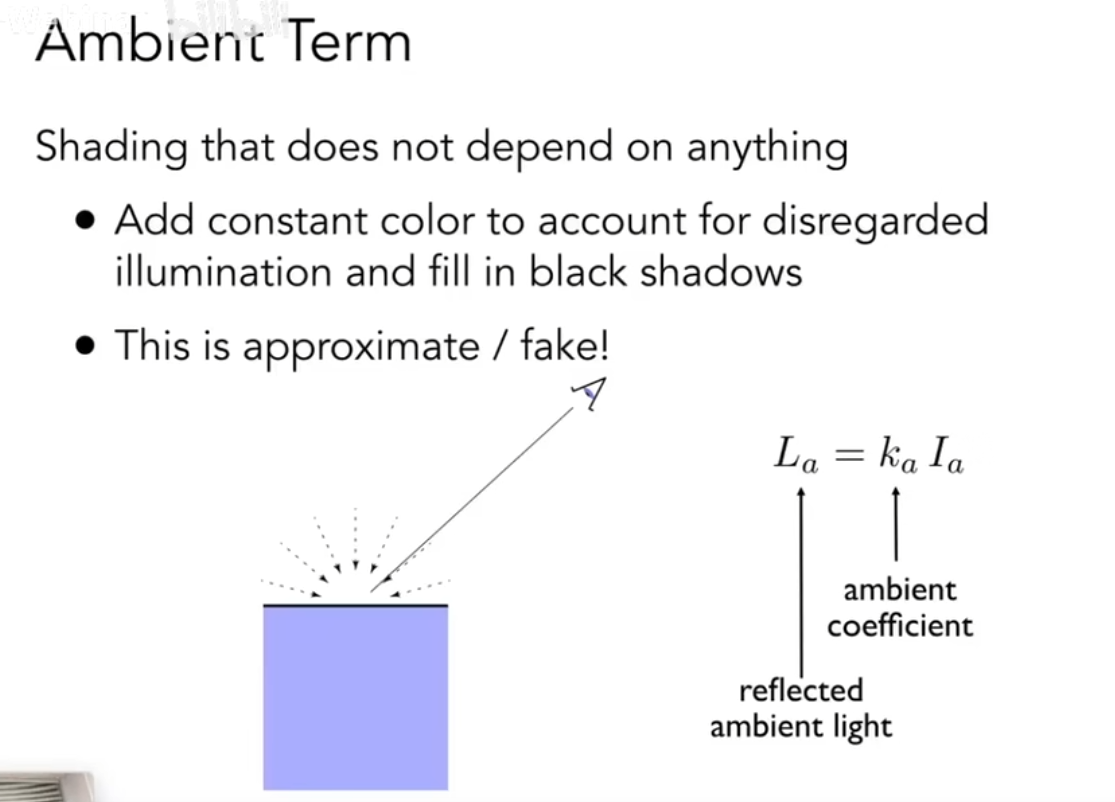 Ambient Term
Shading that does not depend on anything
• Add constant color to account for disregarded
illumination and fill in black shadows
• This is approximate / fake!
L_a = k_a I_a
ambient
coefficient
reflected
ambient light